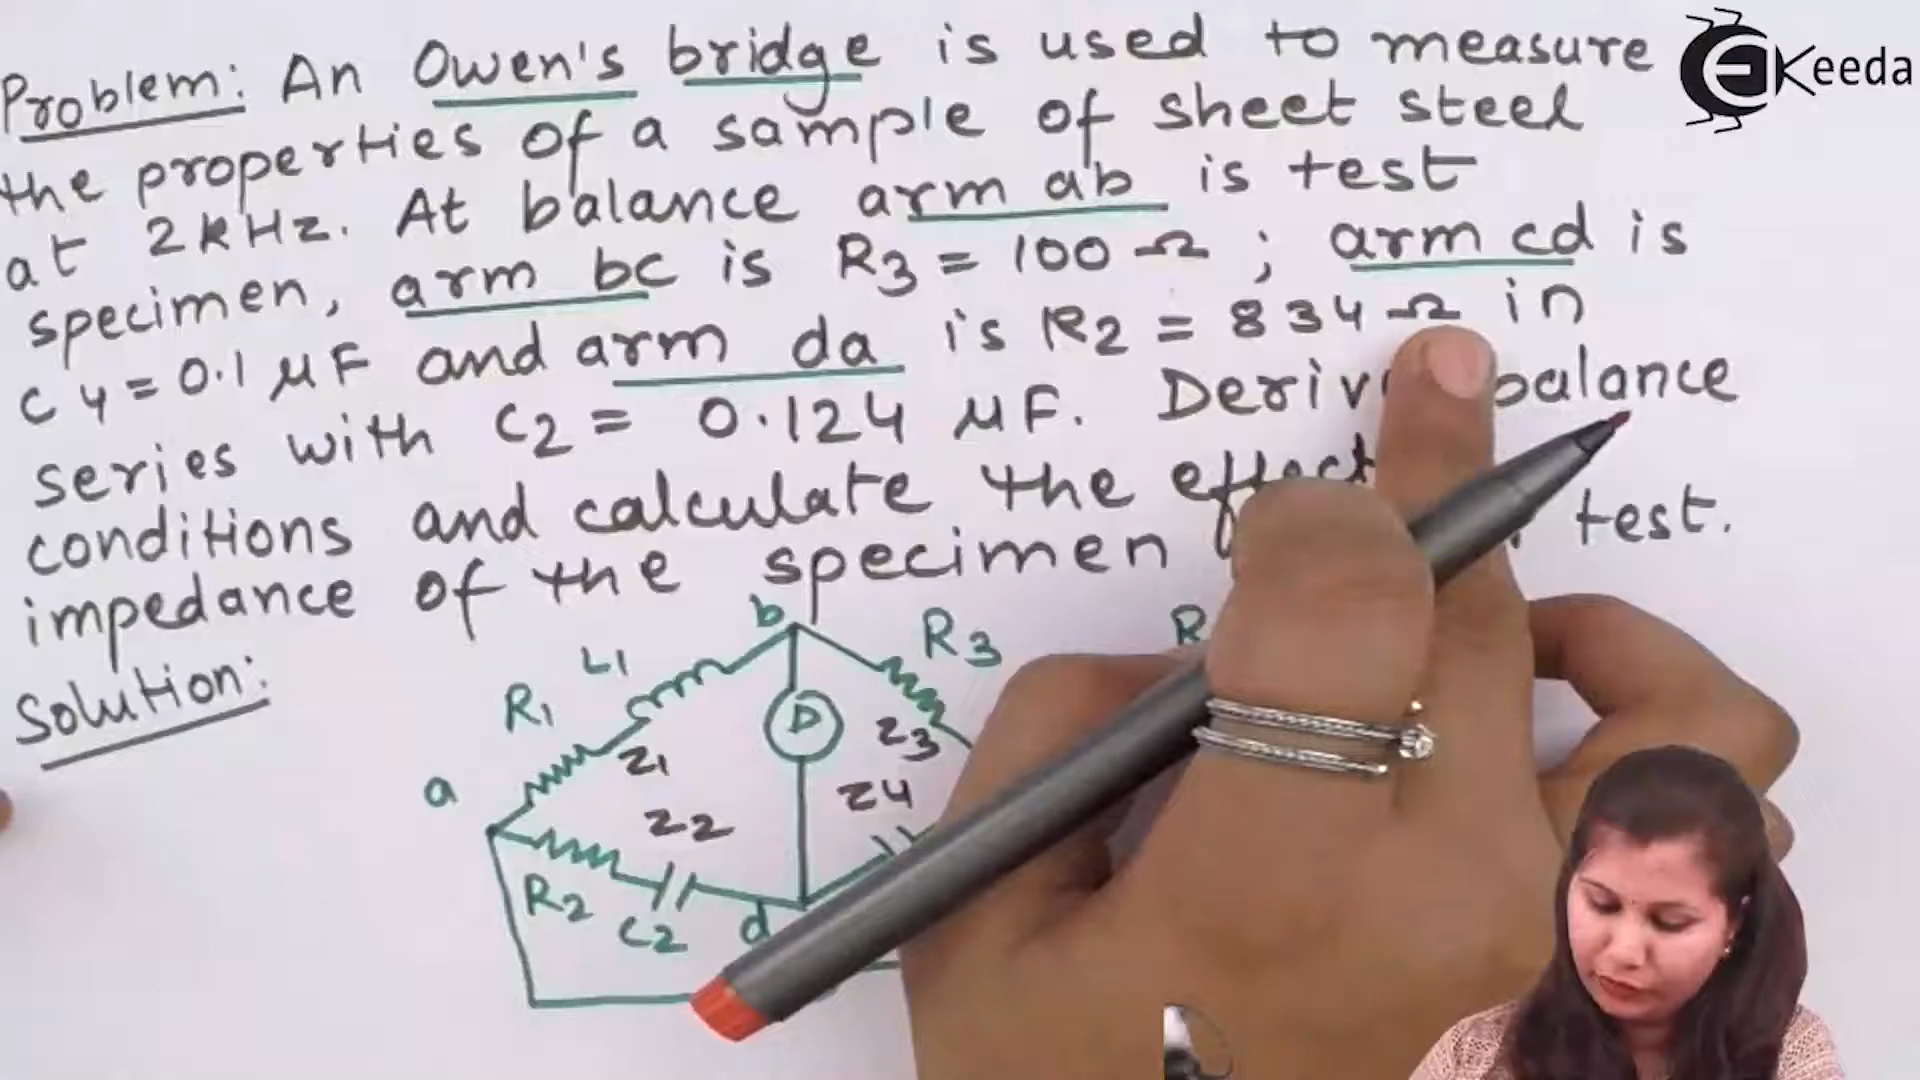 Problem: An Owen's bridge is used to measure
EKeeda
the properties of a sample of sheet steel
at 2kHz. At balance arm ab is test
specimen, arm bc is R3 = 100 Ω ; arm cd is
C4 = 0.1 μF and arm da is R2 = 834 Ω in
series with C2 = 0.124 μF. balance
conditions and calculate the
impedance of the specimen test.
Solution:
b
L1
R3
R1
D
Z3
Z1
a
Z4
Z2
R2
C2
d